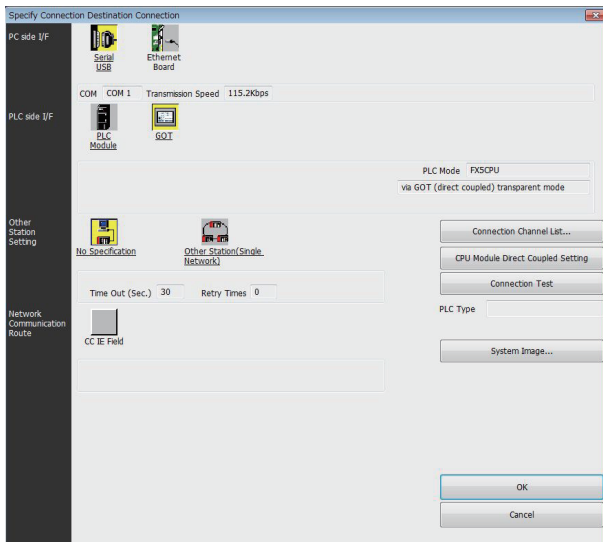 Specify Connection Destination Connection
PC side I/F
Serial
USB
Ethernet
Board
COM COM 1 Transmission Speed 115.2Kbps
PLC side I/F
PLC
Module
GOT
PLC Mode FX5CPU
via GOT (direct coupled) transparent mode
Other
Station
Setting
No Specification
Other Station(Single
Network)
Connection Channel List...
CPU Module Direct Coupled Setting
Time Out (Sec.) 30 Retry Times 0
Connection Test
PLC Type
Network
Communication
Route
CC IE Field
System Image...
OK
Cancel